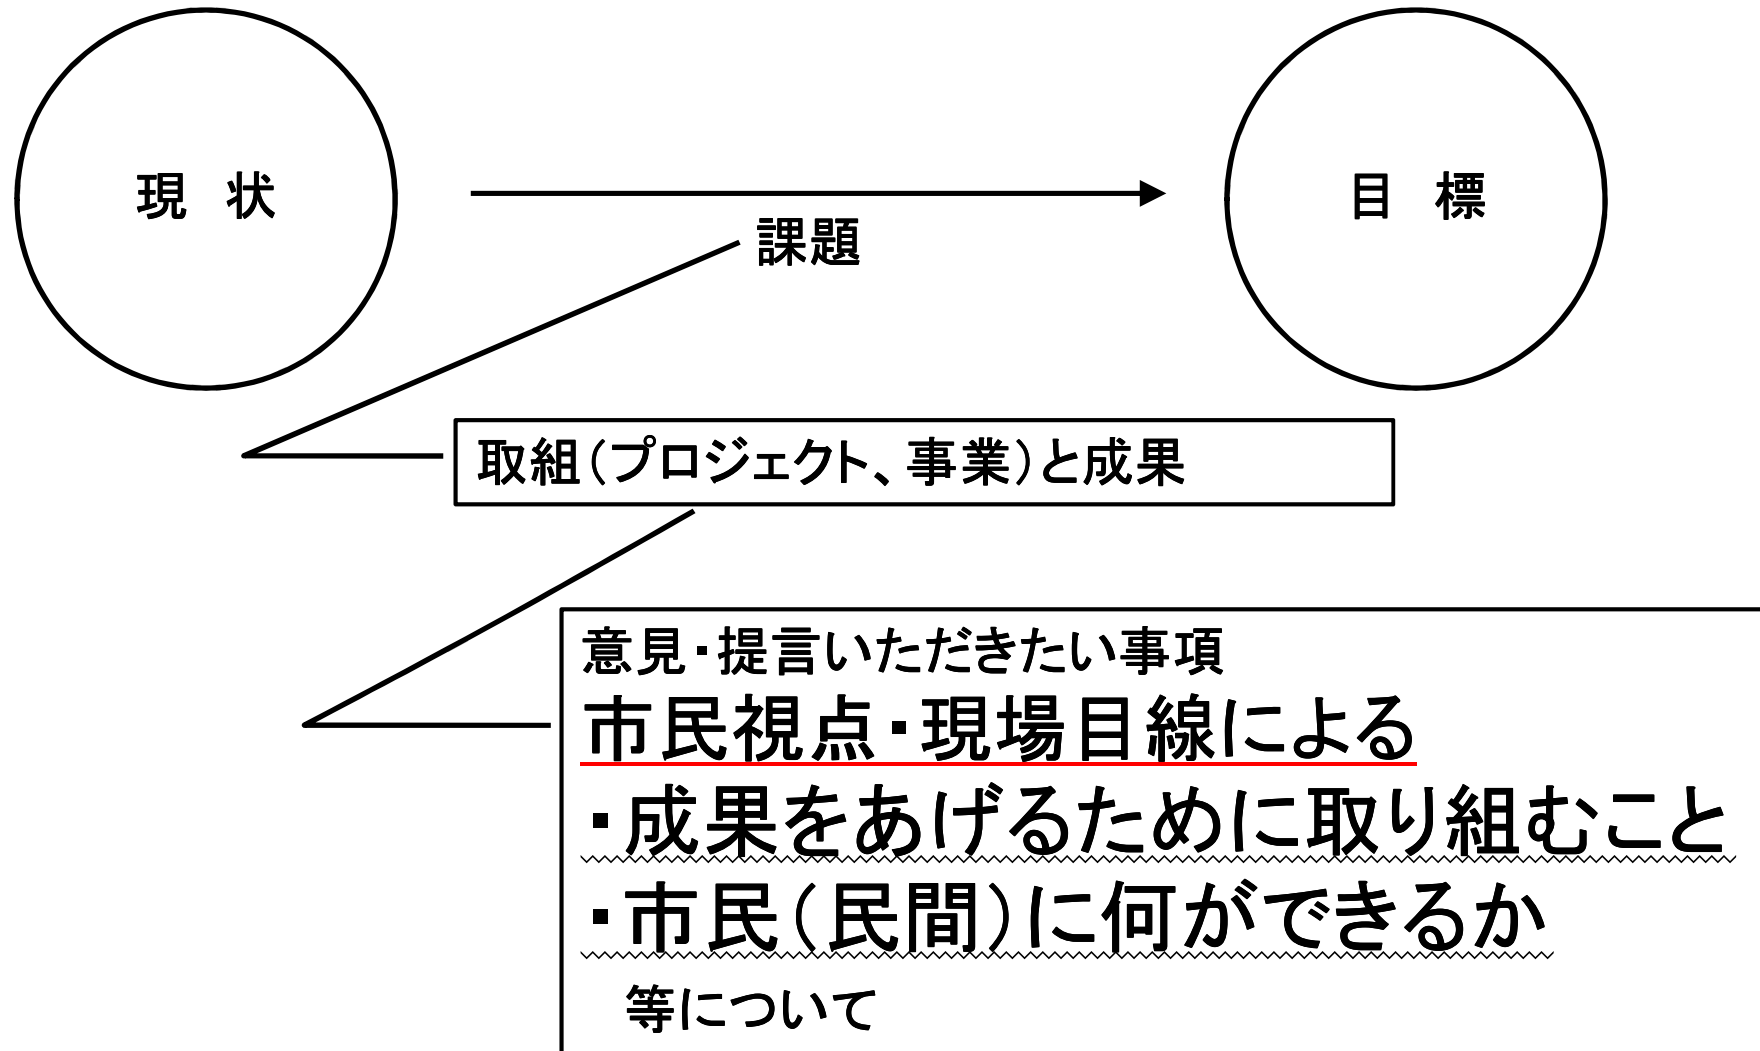 現　状
目　標
課題
取組（プロジェクト、事業）と成果
意見・提言いただきたい事項
市民視点・現場目線による
・成果をあげるために取り組むこと
・市民（民間）に何ができるか
等について